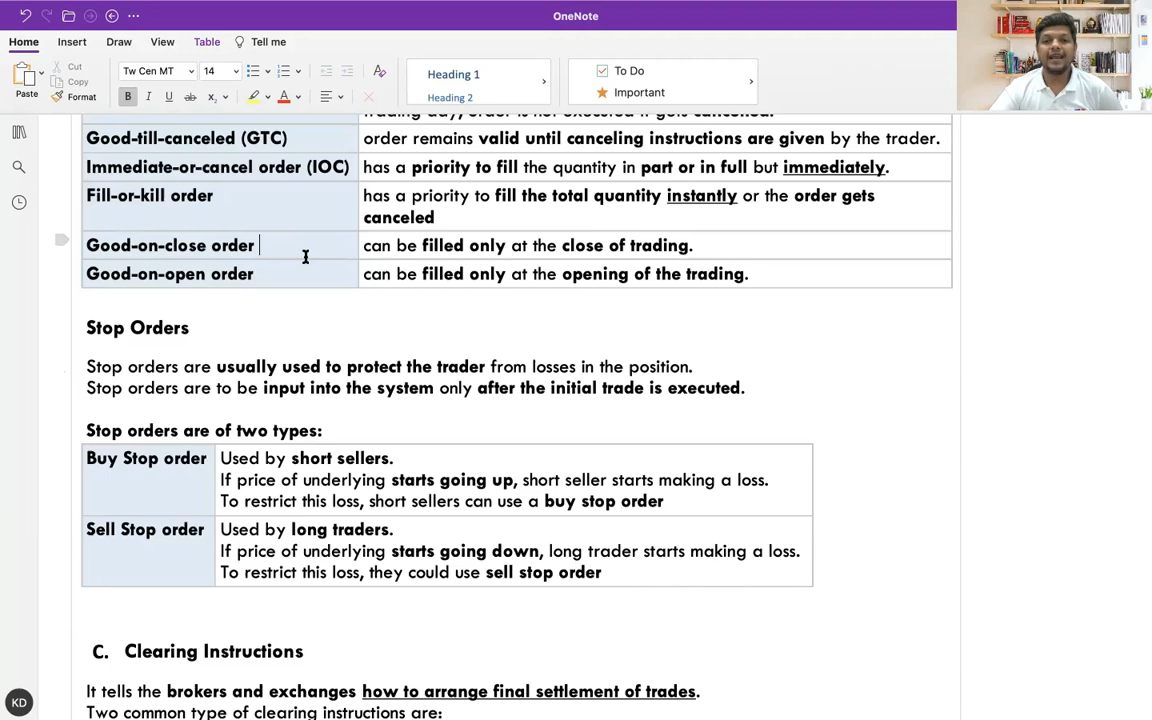 OneNote
Home Insert Draw View Table Tell me
Paste
Cut
Copy
Format
Tw Cen MT 14
B I U ab x₂ A
Heading 1
Heading 2
To Do
Important
trading day, order is not executed it gets canceled.
Good-till-canceled (GTC) order remains valid until canceling instructions are given by the trader.
Immediate-or-cancel order (IOC) has a priority to fill the quantity in part or in full but immediately.
Fill-or-kill order has a priority to fill the total quantity instantly or the order gets
canceled
Good-on-close order can be filled only at the close of trading.
Good-on-open order can be filled only at the opening of the trading.
Stop Orders
Stop orders are usually used to protect the trader from losses in the position.
Stop orders are to be input into the system only after the initial trade is executed.
Stop orders are of two types:
Buy Stop order Used by short sellers.
If price of underlying starts going up, short seller starts making a loss.
To restrict this loss, short sellers can use a buy stop order
Sell Stop order Used by long traders.
If price of underlying starts going down, long trader starts making a loss.
To restrict this loss, they could use sell stop order
C. Clearing Instructions
It tells the brokers and exchanges how to arrange final settlement of trades.
Two common type of clearing instructions are:
KD